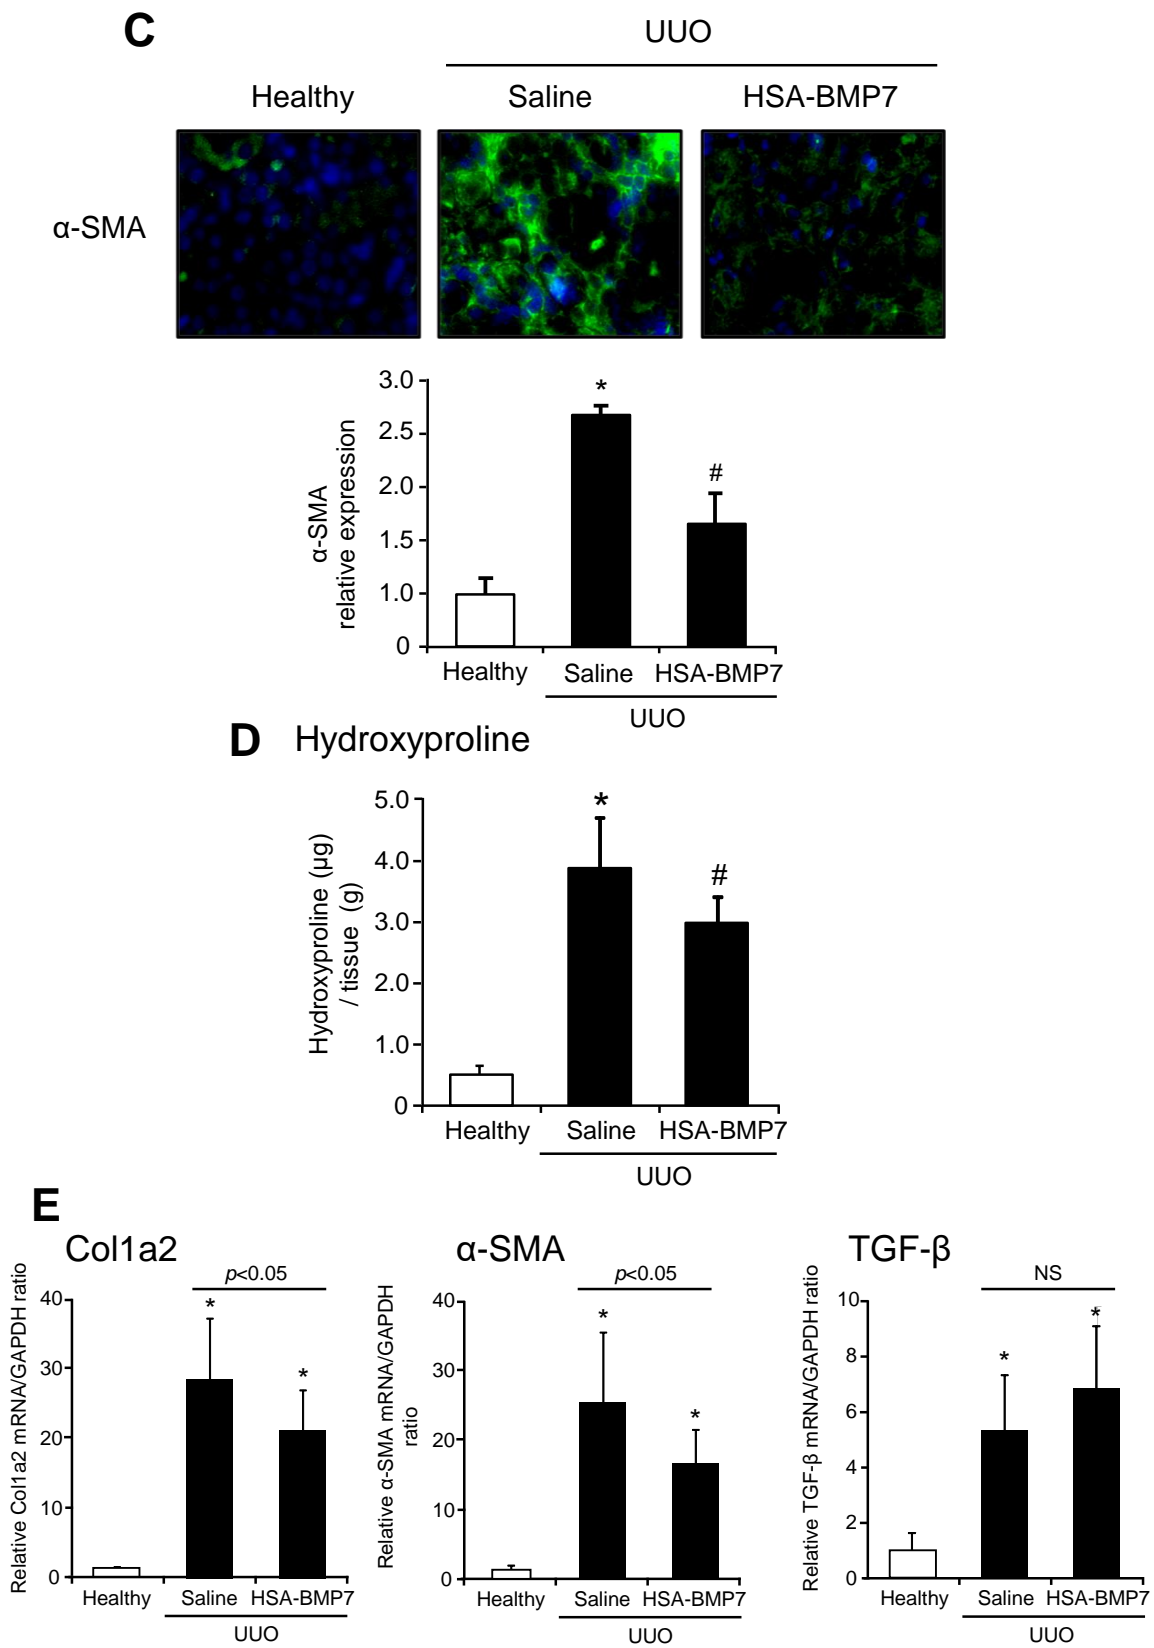 C
UUO
Healthy Saline HSA-BMP7
α-SMA
α-SMA
relative expression
3.0
2.5
2.0
1.5
1.0
0
*
#
Healthy Saline HSA-BMP7
UUO
D Hydroxyproline
Hydroxyproline (μg)
/ tissue (g)
5.0
4.0
3.0
2.0
1.0
0
*
#
Healthy Saline HSA-BMP7
UUO
E
Col1a2
Relative Col1a2 mRNA/GAPDH ratio
40
30
20
10
0
p<0.05
*
*
Healthy Saline HSA-BMP7
UUO
α-SMA
Relative α-SMA mRNA/GAPDH
ratio
40
30
20
10
0
p<0.05
*
*
Healthy Saline HSA-BMP7
UUO
TGF-β
Relative TGF-β mRNA/GAPDH ratio
10
8
6
4
2
0
NS
*
*
Healthy Saline HSA-BMP7
UUO